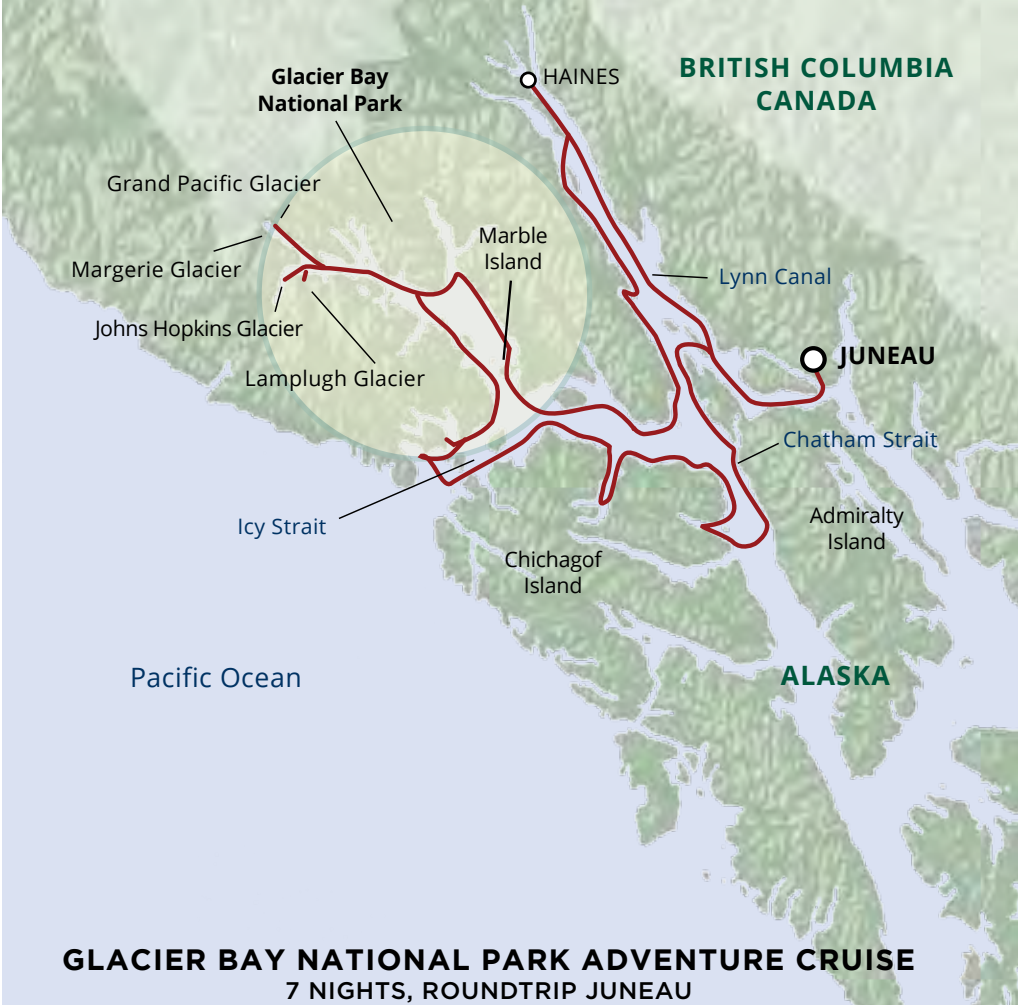 HAINES
BRITISH COLUMBIA
CANADA
Glacier Bay
National Park
Grand Pacific Glacier
Marble
Island
Margerie Glacier
Lynn Canal
Johns Hopkins Glacier
JUNEAU
Lamplugh Glacier
Chatham Strait
Icy Strait
Admiralty
Island
Chichagof
Island
Pacific Ocean
ALASKA
GLACIER BAY NATIONAL PARK ADVENTURE CRUISE
7 NIGHTS, ROUNDTRIP JUNEAU